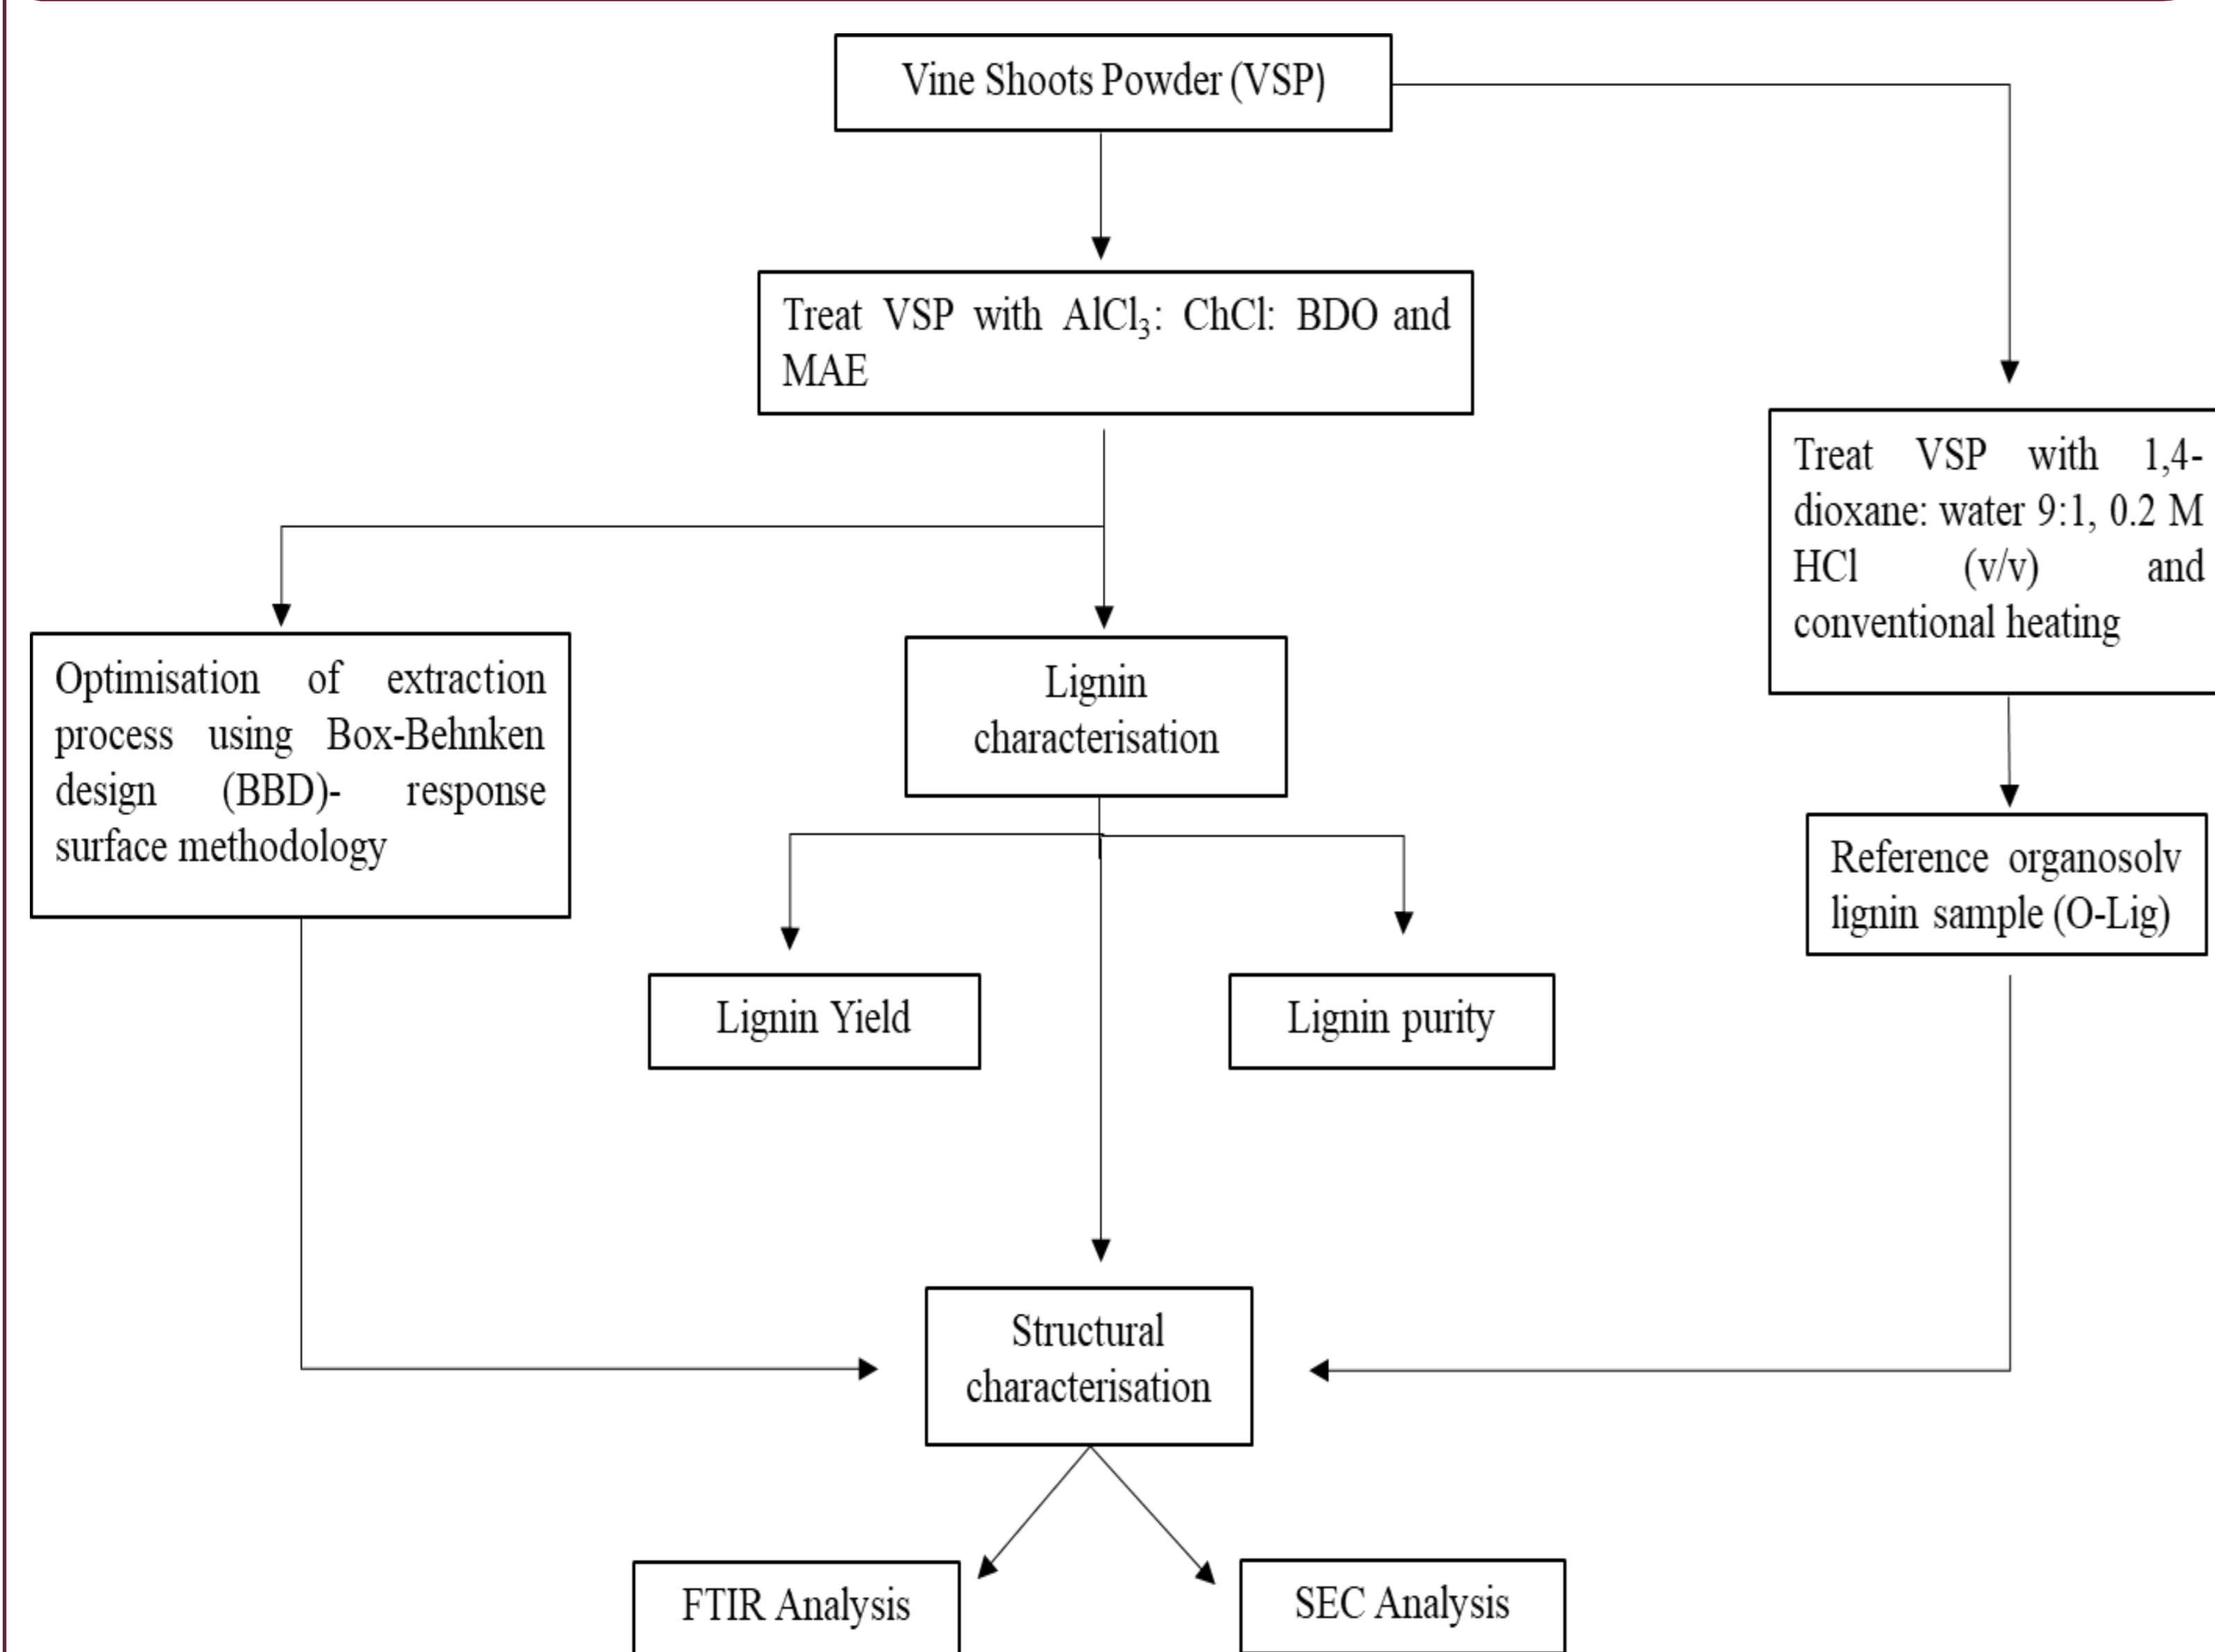 Vine Shoots Powder (VSP)
Treat VSP with AlCl₃: ChCl: BDO and
MAE
Treat VSP with 1,4-
dioxane: water 9:1, 0.2 M
HCl (v/v) and
conventional heating
Optimisation of extraction
process using Box-Behnken
design (BBD)- response
surface methodology
Lignin
characterisation
Reference organosolv
lignin sample (O-Lig)
Lignin Yield
Lignin purity
Structural
characterisation
FTIR Analysis
SEC Analysis